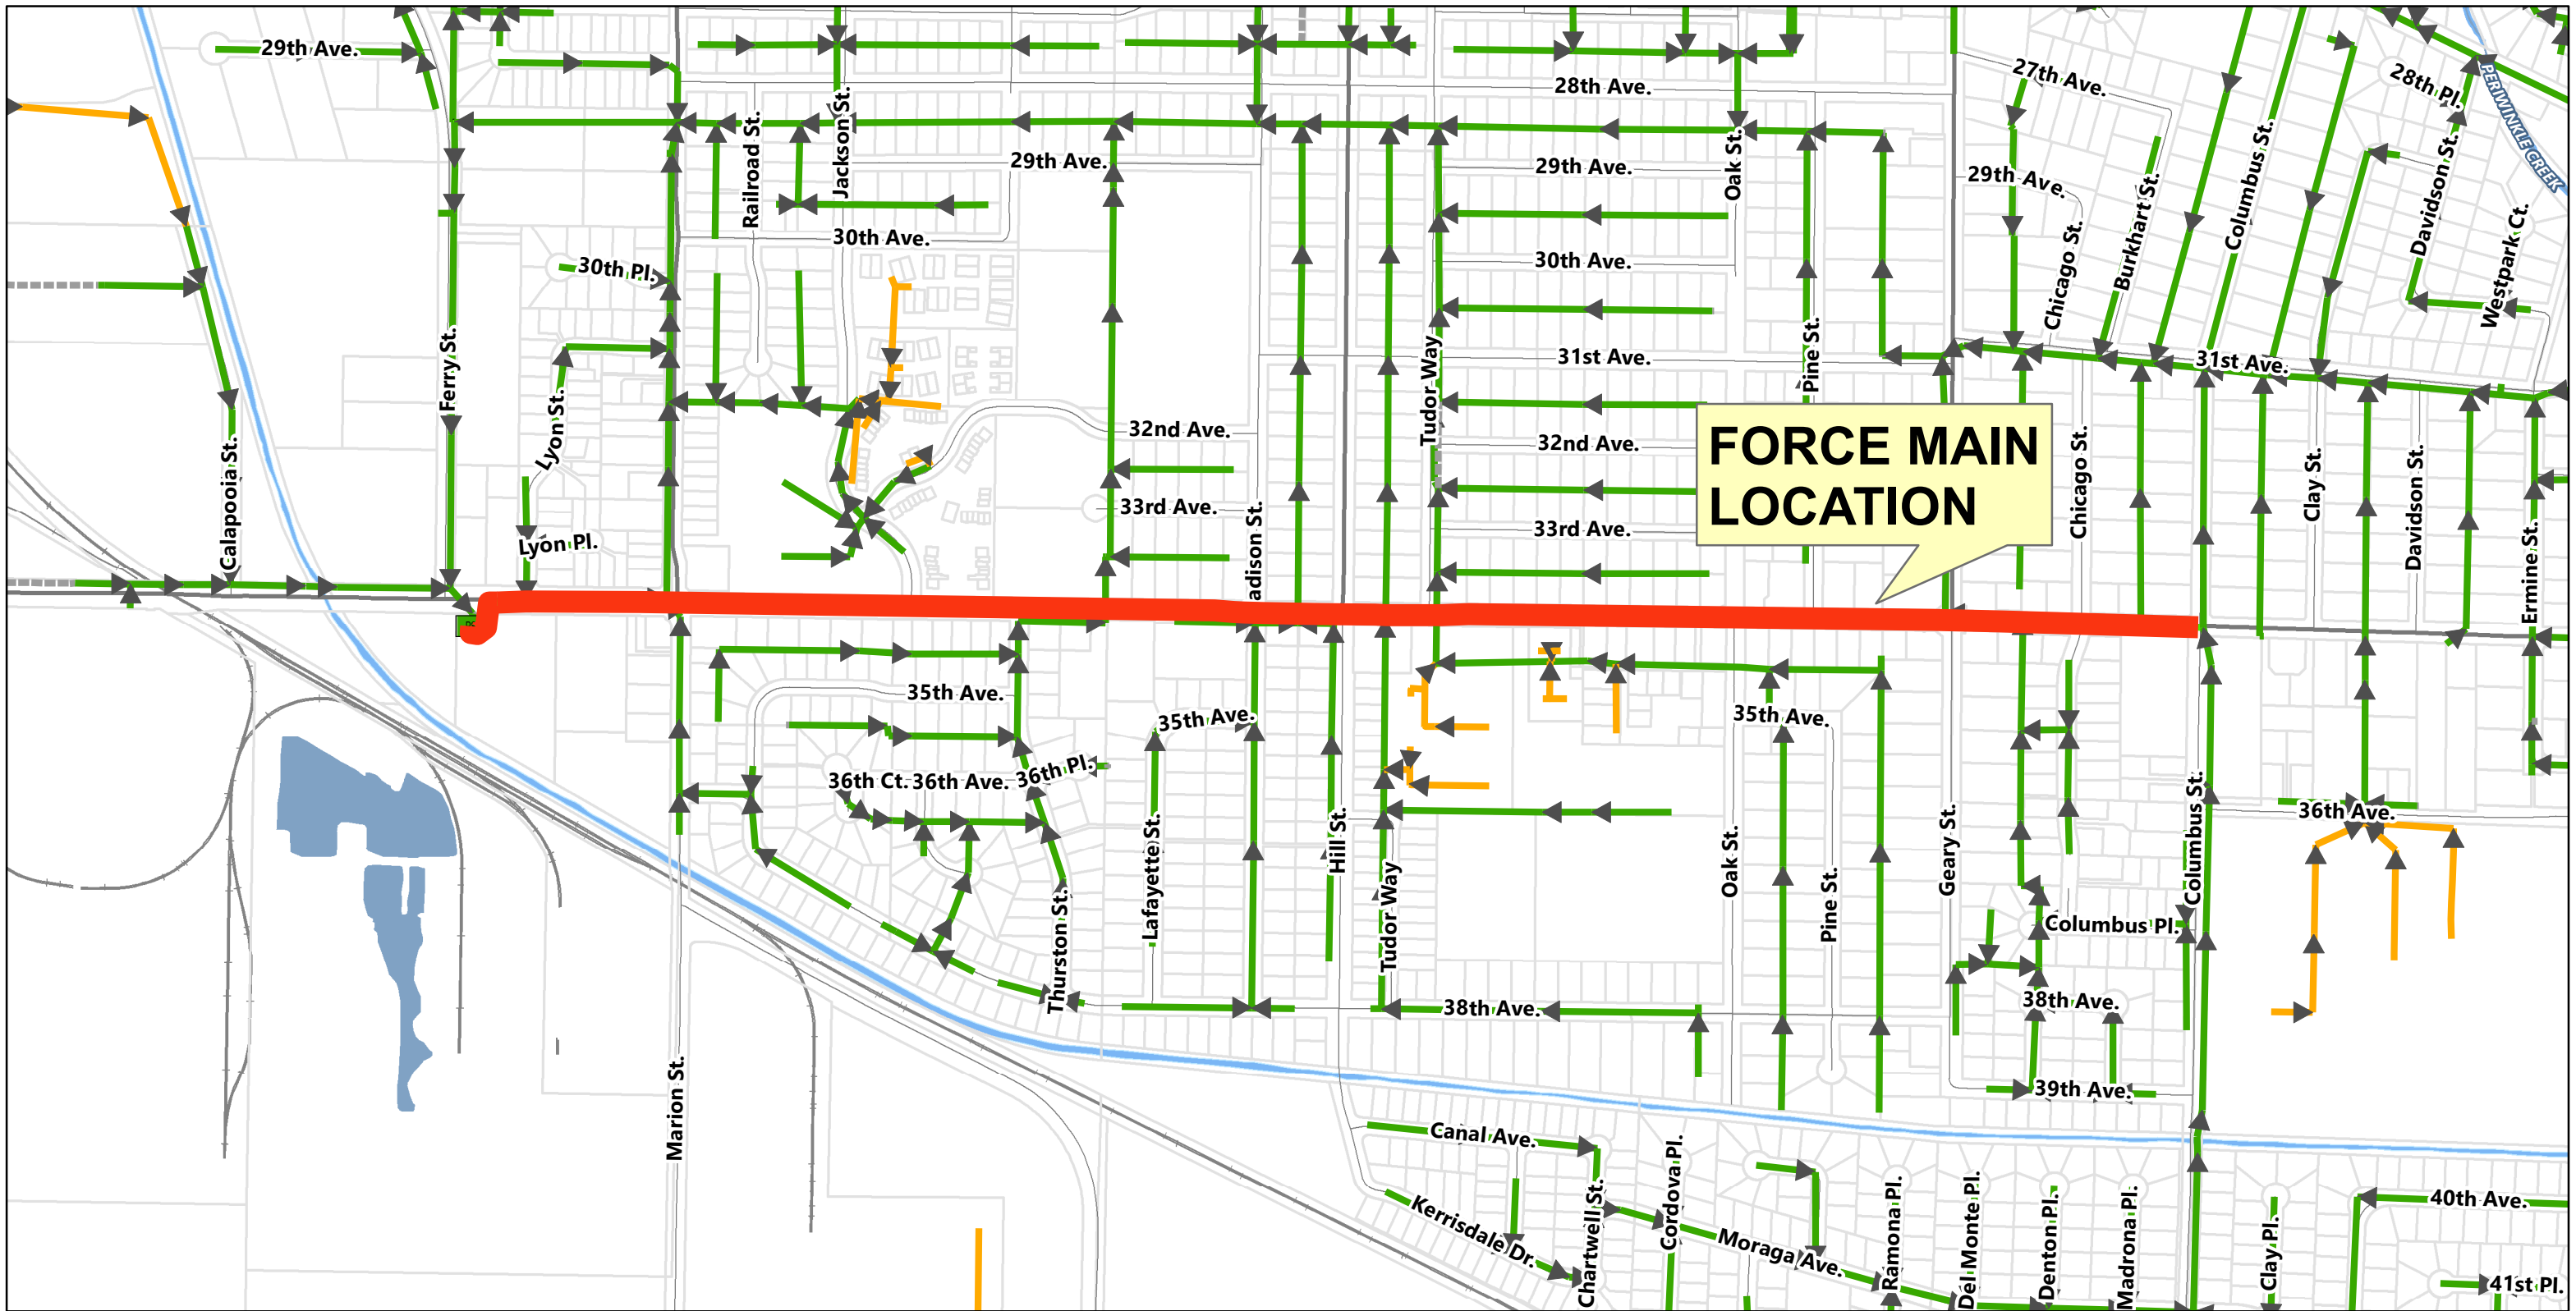 29th Ave.
28th Ave.
27th Ave.
28th Pl.
PERIWINKLE CREEK
Railroad St.
Jackson St.
29th Ave.
29th Ave.
Oak St.
29th Ave.
Burkhart St.
Columbus St.
Davidson St.
Westpark Ct.
30th Pl.
30th Ave.
30th Ave.
Chicago St.
Ferry St.
Lyon St.
Tudor Way
31st Ave.
Pine St.
31st Ave.
32nd Ave.
32nd Ave.
FORCE MAIN
LOCATION
Chicago St.
Clay St.
Davidson St.
Ermine St.
Calapooia St.
Lyon Pl.
33rd Ave.
adison St.
33rd Ave.
35th Ave.
35th Ave.
35th Ave.
36th Ct.
36th Ave.
36th Pl.
Lafayette St.
Hill St.
Tudor Way
Oak St.
Pine St.
Geary St.
Columbus St.
36th Ave.
Columbus Pl.
Thurston St.
38th Ave.
38th Ave.
39th Ave.
Marion St.
Canal Ave.
Kerrisdale Dr.
Chartwell St.
Cordova Pl.
Moraga Ave.
Ramona Pl.
Del Monte Pl.
Denton Pl.
Madrona Pl.
Clay Pl.
40th Ave.
41st Pl.